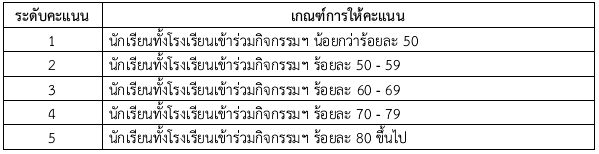 ระดับคะแนน เกณฑ์การให้คะแนน
1 นักเรียนทั้งโรงเรียนเข้าร่วมกิจกรรมฯ น้อยกว่าร้อยละ 50
2 นักเรียนทั้งโรงเรียนเข้าร่วมกิจกรรมฯ ร้อยละ 50 - 59
3 นักเรียนทั้งโรงเรียนเข้าร่วมกิจกรรมฯ ร้อยละ 60 - 69
4 นักเรียนทั้งโรงเรียนเข้าร่วมกิจกรรมฯ ร้อยละ 70 - 79
5 นักเรียนทั้งโรงเรียนเข้าร่วมกิจกรรมฯ ร้อยละ 80 ขึ้นไป